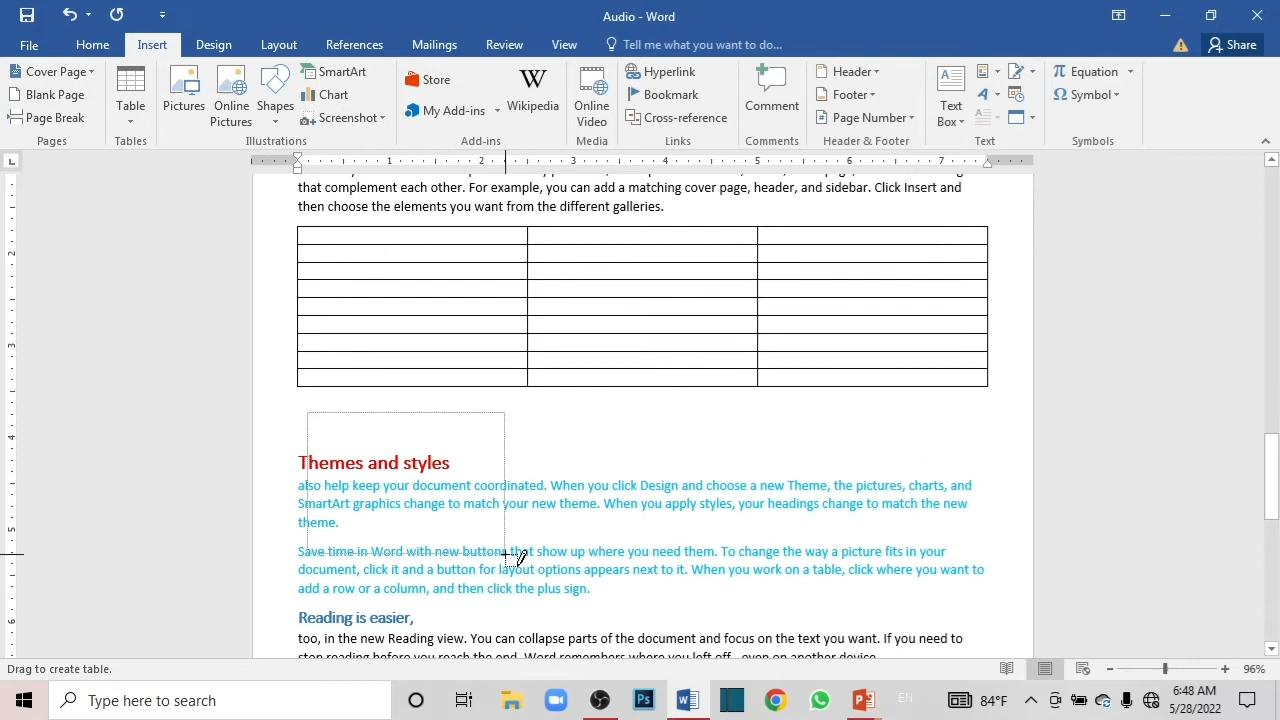 Audio - Word
File Home Insert Design Layout References Mailings Review View Tell me what you want to do... Share
Cover Page
Blank Page
Page Break
Pages
Table
Tables
Pictures
Online Pictures
Shapes
SmartArt
Chart
Screenshot
Illustrations
Store
My Add-ins
W
Wikipedia
Add-ins
Online Video
Media
Hyperlink
Bookmark
Cross-reference
Links
Comment
Comments
Header
Footer
Page Number
Header & Footer
A
Text Box
Text
π Equation
Ω Symbol
Symbols
L
1 2 3 4 5 6 7
2
3
4
5
6
that complement each other. For example, you can add a matching cover page, header, and sidebar. Click Insert and
then choose the elements you want from the different galleries.
Themes and styles
also help keep your document coordinated. When you click Design and choose a new Theme, the pictures, charts, and
SmartArt graphics change to match your new theme. When you apply styles, your headings change to match the new
theme.
Save time in Word with new buttons that show up where you need them. To change the way a picture fits in your
document, click it and a button for layout options appears next to it. When you work on a table, click where you want to
add a row or a column, and then click the plus sign.
Reading is easier,
too, in the new Reading view. You can collapse parts of the document and focus on the text you want. If you need to
stop reading before you reach the end, Word remembers where you left off - even on another device.
Drag to create table.
96%
Type here to search
Ps
EN
84°F
6:48 AM
5/28/2022